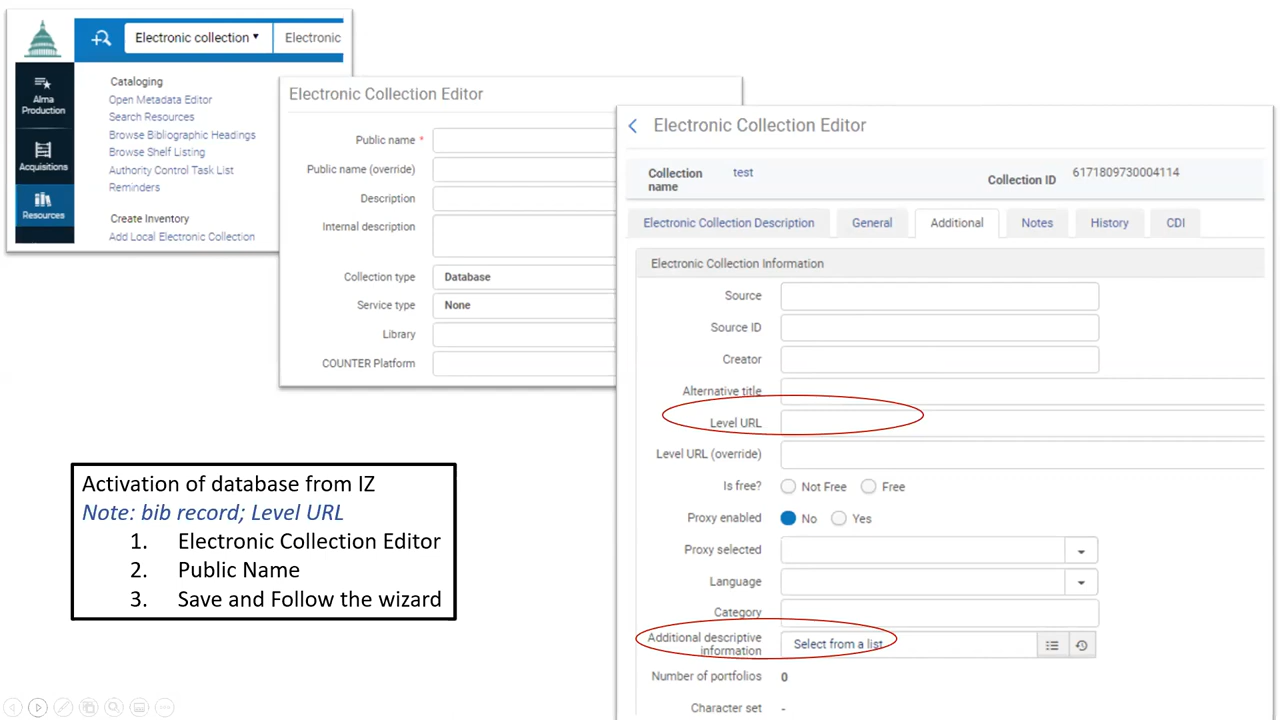 Electronic collection
Electronic
Alma
Production
Acquisitions
Resources
Cataloging
Open Metadata Editor
Search Resources
Browse Bibliographic Headings
Browse Shelf Listing
Authority Control Task List
Reminders
Create Inventory
Add Local Electronic Collection
Electronic Collection Editor
Public name *
Public name (override)
Description
Internal description
Collection type Database
Service type None
Library
COUNTER Platform
Electronic Collection Editor
Collection
name
test
Collection ID
6171809730004114
Electronic Collection Description General Additional Notes History CDI
Electronic Collection Information
Source
Source ID
Creator
Alternative title
Level URL
Level URL (override)
Is free? Not Free Free
Proxy enabled No Yes
Proxy selected
Language
Category
Additional descriptive
information
Select from a list
Number of portfolios 0
Character set -
Activation of database from IZ
Note: bib record; Level URL
1. Electronic Collection Editor
2. Public Name
3. Save and Follow the wizard